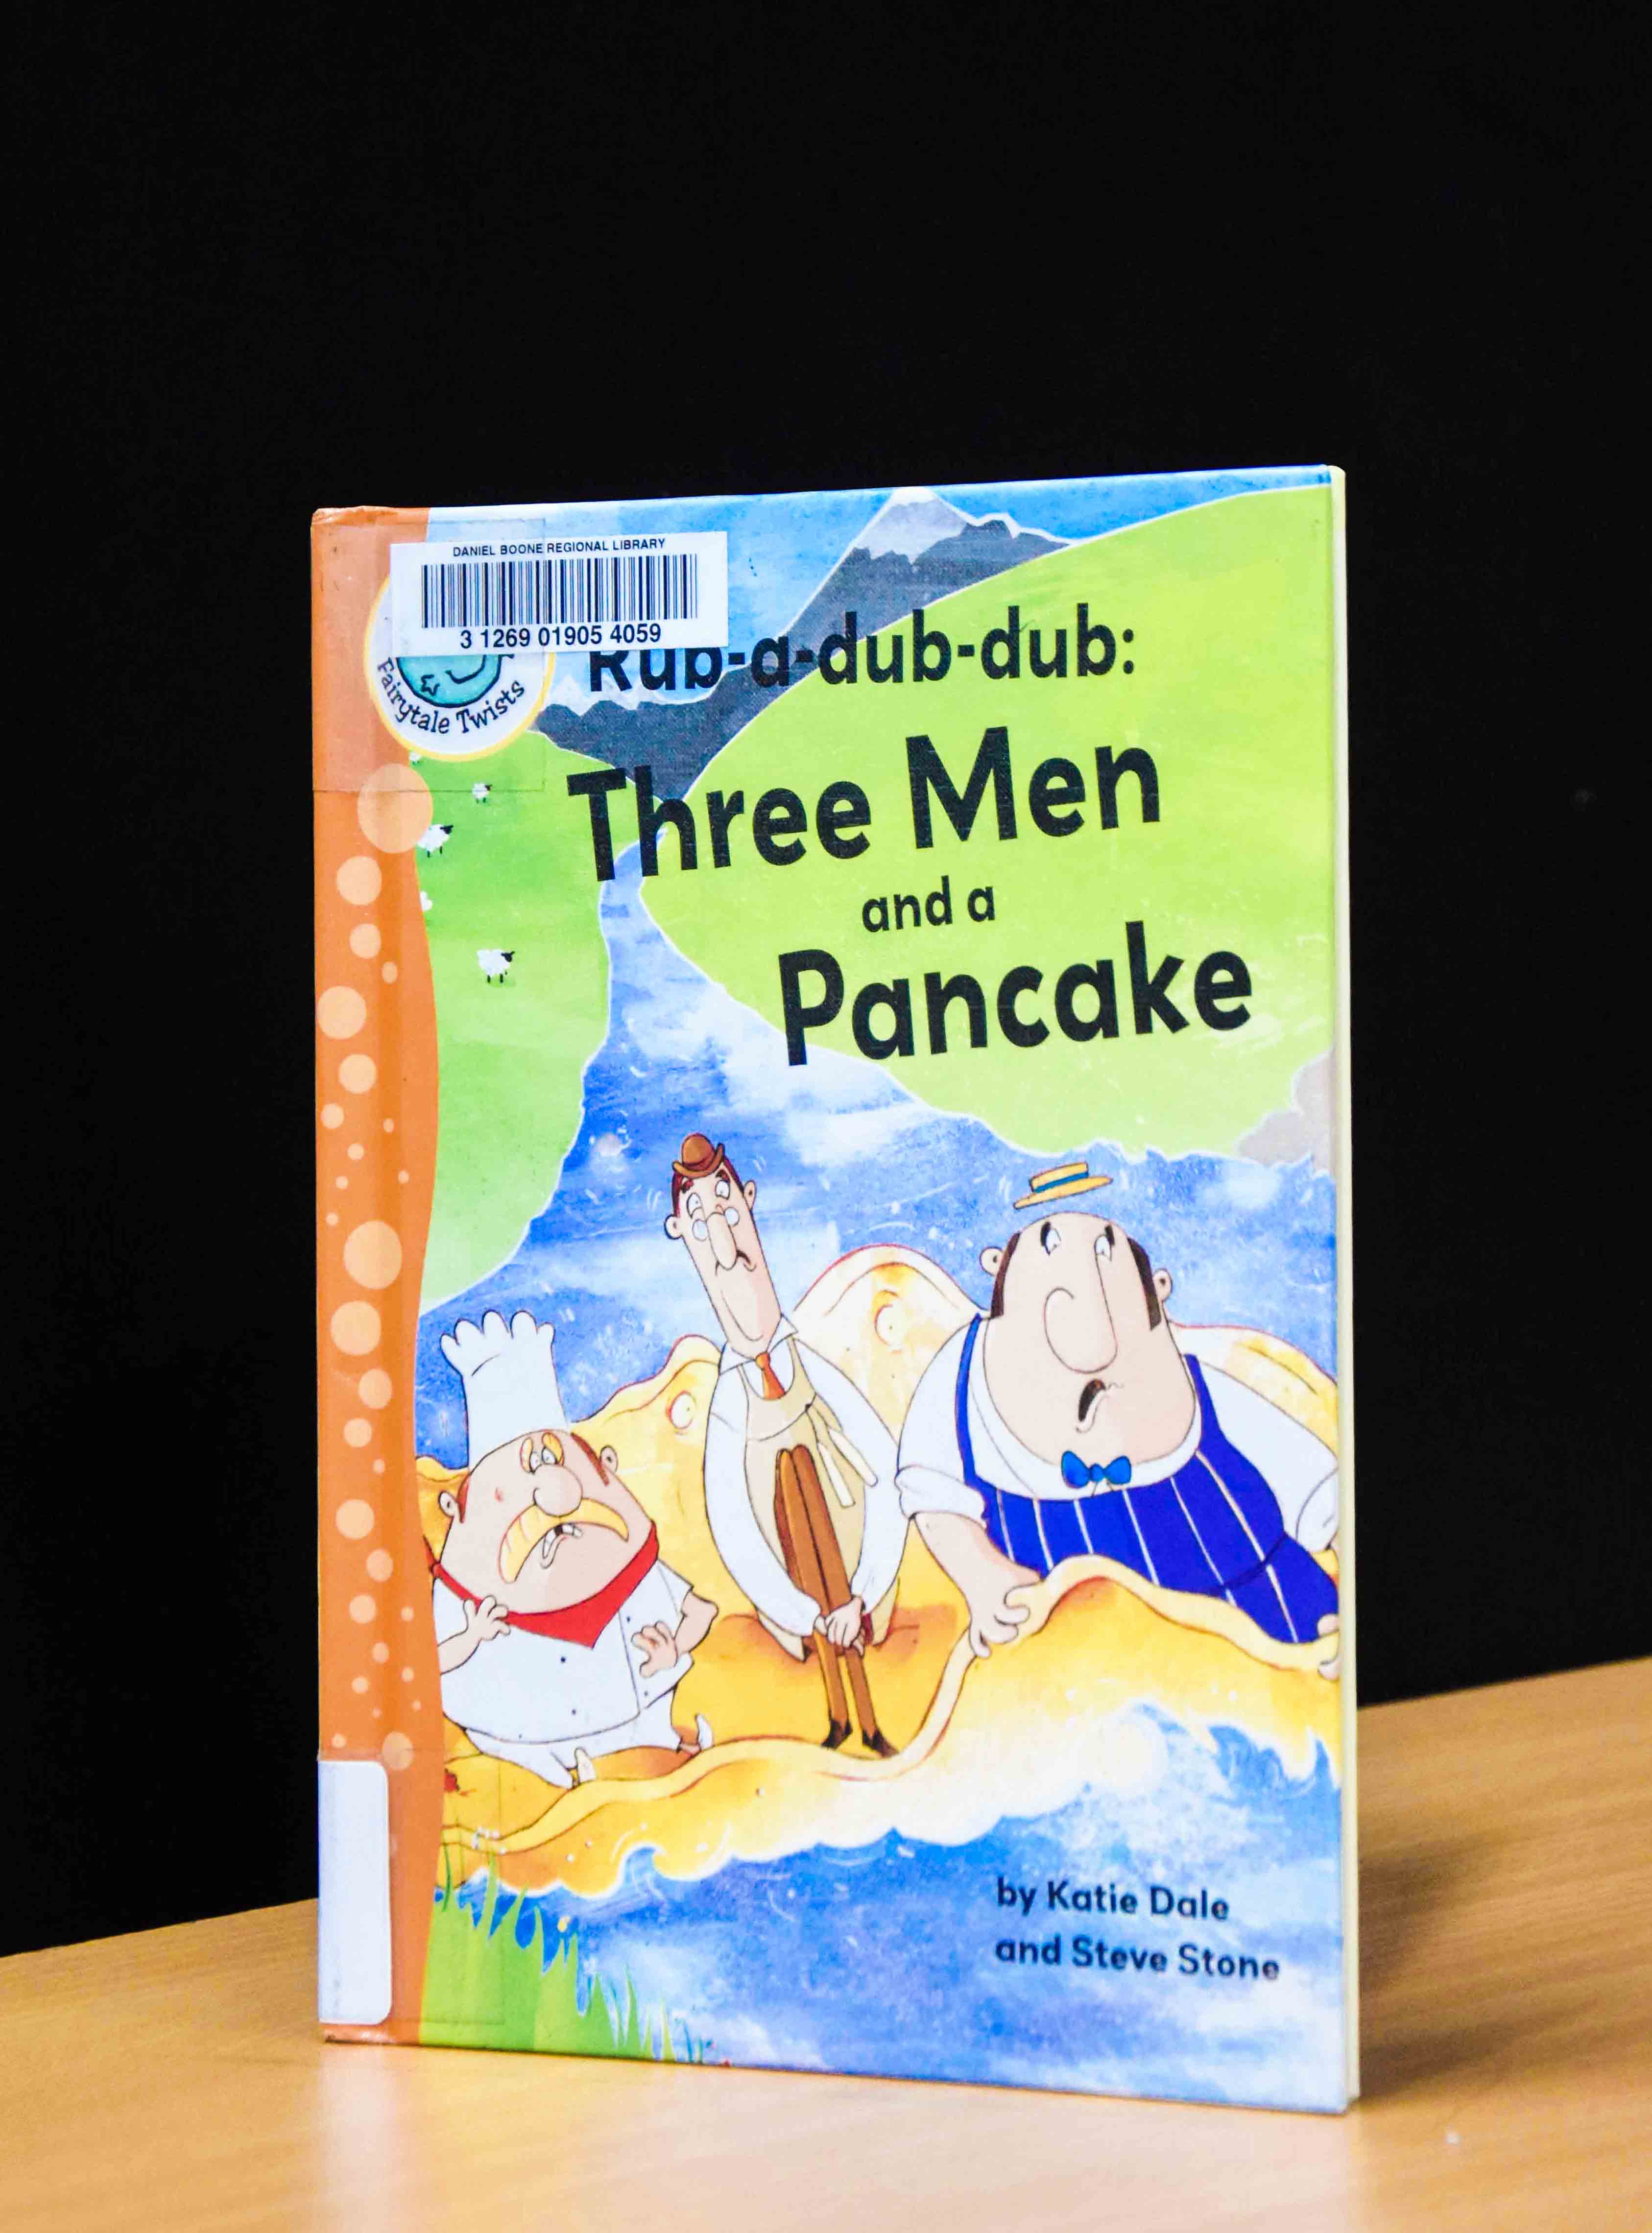 DANIEL BOONE REGIONAL LIBRARY
3 1269 01905 4059
Fairytale Twists
Rub-a-dub-dub:
Three Men
and a
Pancake
by Katie Dale
and Steve Stone